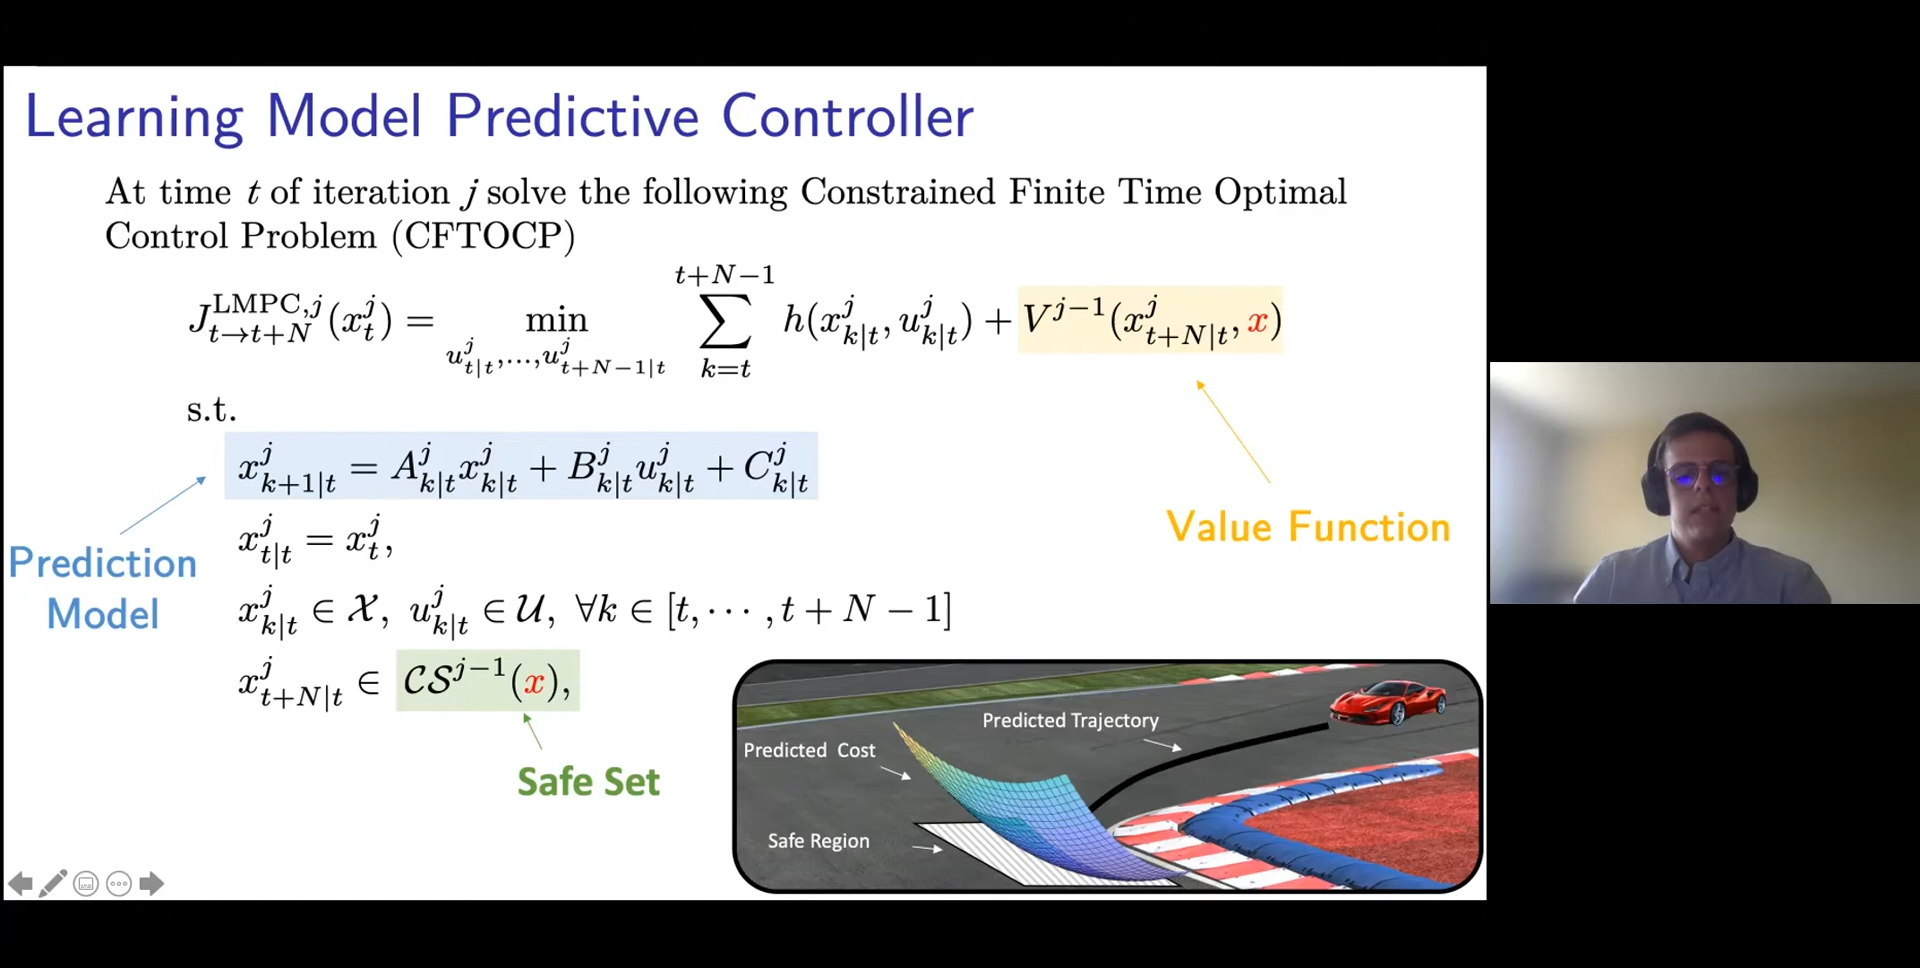 Learning Model Predictive Controller
At time t of iteration j solve the following Constrained Finite Time Optimal
Control Problem (CFTOCP)
J^{LMPC,j}_{t→t+N}(x^j_t) = min_{u^j_{t|t},...,u^j_{t+N−1|t}} ∑_{k=t}^{t+N−1} h(x^j_{k|t}, u^j_{k|t}) + V^{j−1}(x^j_{t+N|t}, x)
s.t.
x^j_{k+1|t} = A^j_{k|t}x^j_{k|t} + B^j_{k|t}u^j_{k|t} + C^j_{k|t}
x^j_{t|t} = x^j_t,
x^j_{k|t} ∈ 𝒳, u^j_{k|t} ∈ 𝒰, ∀k ∈ [t, ··· , t + N − 1]
x^j_{t+N|t} ∈ 𝒞𝒮^{j−1}(x),
Prediction
Model
Value Function
Safe Set
Predicted Trajectory
Predicted Cost
Safe Region